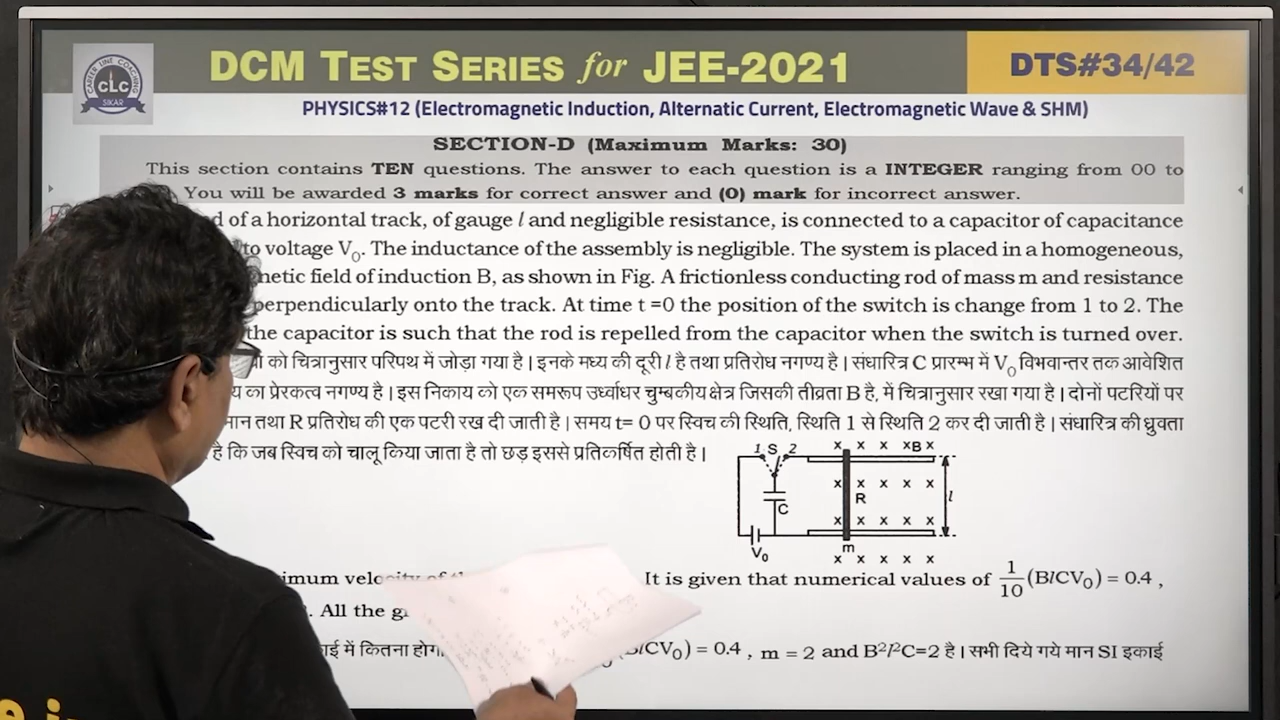 DCM TEST SERIES for JEE-2021
DTS#34/42
CAREER LINE COACHING
CLC
SIKAR
PHYSICS#12 (Electromagnetic Induction, Alternatic Current, Electromagnetic Wave & SHM)
SECTION-D (Maximum Marks: 30)
This section contains TEN questions. The answer to each question is a INTEGER ranging from 00 to
You will be awarded 3 marks for correct answer and (0) mark for incorrect answer.
of a horizontal track, of gauge l and negligible resistance, is connected to a capacitor of capacitance
to voltage V₀. The inductance of the assembly is negligible. The system is placed in a homogeneous,
field of induction B, as shown in Fig. A frictionless conducting rod of mass m and resistance
perpendicularly onto the track. At time t =0 the position of the switch is change from 1 to 2. The
the capacitor is such that the rod is repelled from the capacitor when the switch is turned over.
को चित्रानुसार परिपथ में जोड़ा गया है। इनके मध्य की दूरी l है तथा प्रतिरोध नगण्य है। संधारित्र C प्रारम्भ में V₀ विभवान्तर तक आवेशित
का प्रेरकत्व नगण्य है। इस निकाय को एक समरूप उर्ध्वाधर चुम्बकीय क्षेत्र जिसकी तीव्रता B है, में चित्रानुसार रखा गया है। दोनों पटरियों पर
तथा R प्रतिरोध की एक पटरी रख दी जाती है। समय t= 0 पर स्विच की स्थिति, स्थिति 1 से स्थिति 2 कर दी जाती है। संधारित्र की ध्रुवता
है कि जब स्विच को चालू किया जाता है तो छड़ इससे प्रतिकर्षित होती है।
1 S 2
x x x xB x
x x x x x
R
C
l
x x x x x
m
V₀
x x x x x
It is given that numerical values of 1/10 (BlCV₀) = 0.4 ,
All the
में कितना
CV₀) = 0.4 , m = 2 and B²l²C=2 है। सभी दिये गये मान SI इकाई